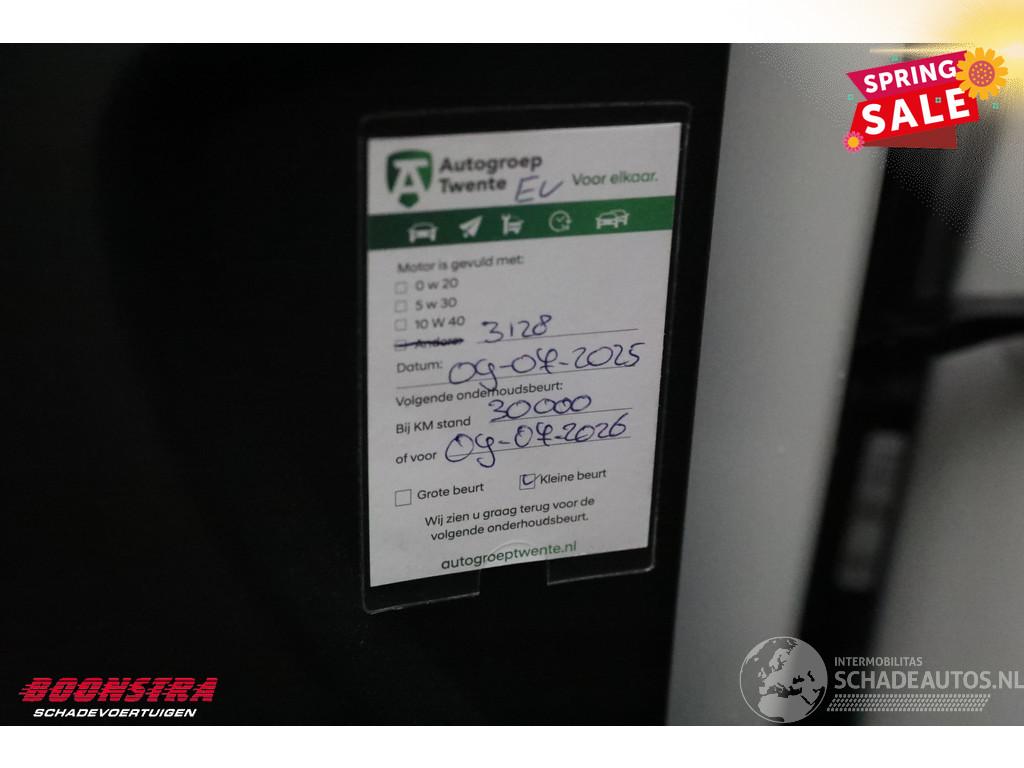 SPRING
SALE
Autogroep
Twente
EV
Voor elkaar.
Motor is gevuld met:
0 w 20
5 w 30
10 W 40
Andere: 3128
Datum: 09-07-2025
Volgende onderhoudsbeurt:
Bij KM stand 30000
of voor 09-07-2026
Grote beurt Kleine beurt
Wij zien u graag terug voor de
volgende onderhoudsbeurt.
autogroeptwente.nl
BOONSTRA
SCHADEVOERTUIGEN
INTERMOBILITAS
SCHADEAUTOS.NL